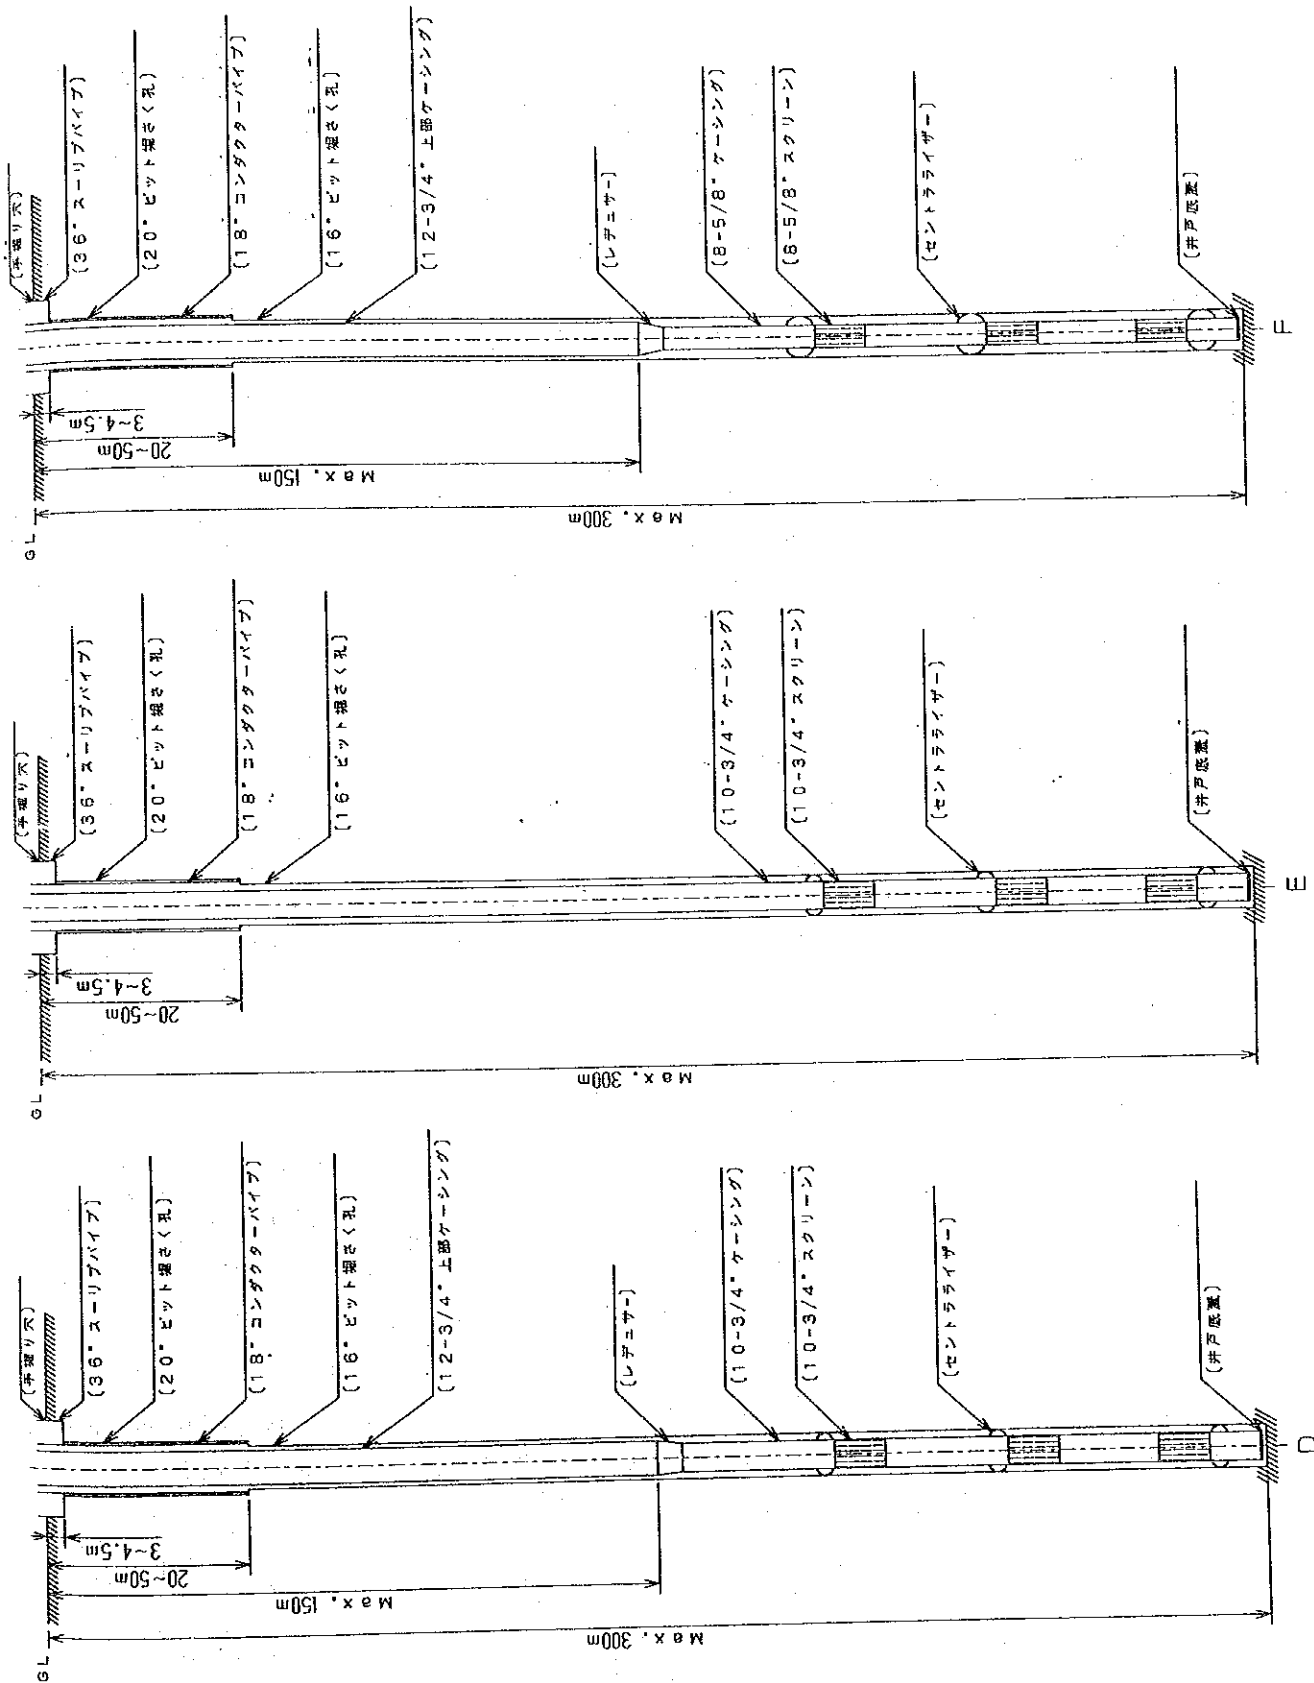 GL
(手堀り穴)
(36" スーリブパイプ)
(20" ビット堀さく孔)
(18" コンダクターパイプ)
(16" ビット堀さく孔)
(12-3/4" 上部ケーシング)
(レデューサー)
(10-3/4" ケーシング)
(10-3/4" スクリーン)
(セントラライザー)
(井戸底蓋)
3~4.5m
20~50m
Max. 150m
Max. 300m
D
GL
(手堀り穴)
(36" スーリブパイプ)
(20" ビット堀さく孔)
(18" コンダクターパイプ)
(16" ビット堀さく孔)
(10-3/4" ケーシング)
(10-3/4" スクリーン)
(セントラライザー)
(井戸底蓋)
3~4.5m
20~50m
Max. 300m
E
GL
(手堀り穴)
(36" スーリブパイプ)
(20" ビット堀さく孔)
(18" コンダクターパイプ)
(16" ビット堀さく孔)
(12-3/4" 上部ケーシング)
(レデューサー)
(8-5/8" ケーシング)
(8-5/8" スクリーン)
(セントラライザー)
(井戸底蓋)
3~4.5m
20~50m
Max. 150m
Max. 300m
F